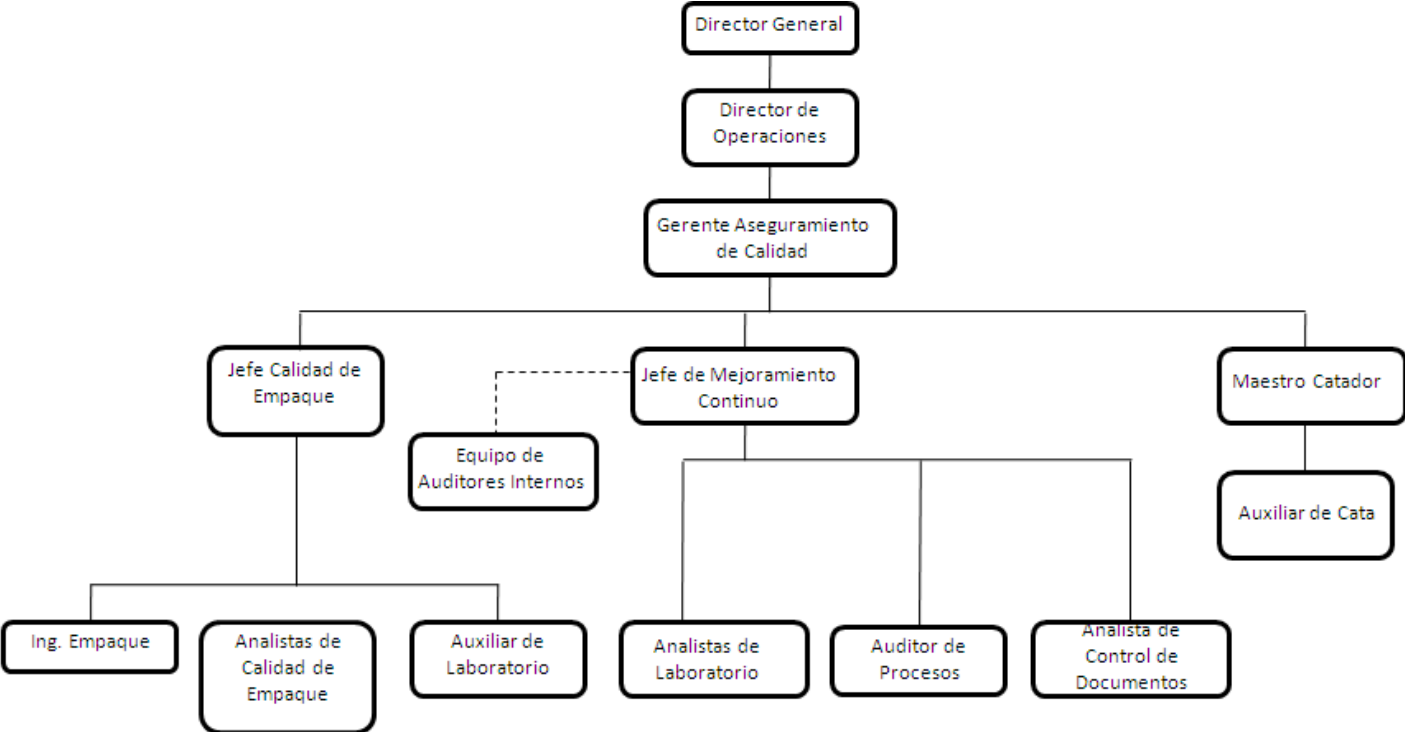 Director General
Director de
Operaciones
Gerente Aseguramiento
de Calidad
Jefe Calidad de
Empaque
Jefe de Mejoramiento
Continuo
Maestro Catador
Equipo de
Auditores Internos
Auxiliar de Cata
Ing. Empaque
Analistas de
Calidad de
Empaque
Auxiliar de
Laboratorio
Analistas de
Laboratorio
Auditor de
Procesos
Analista de
Control de
Documentos